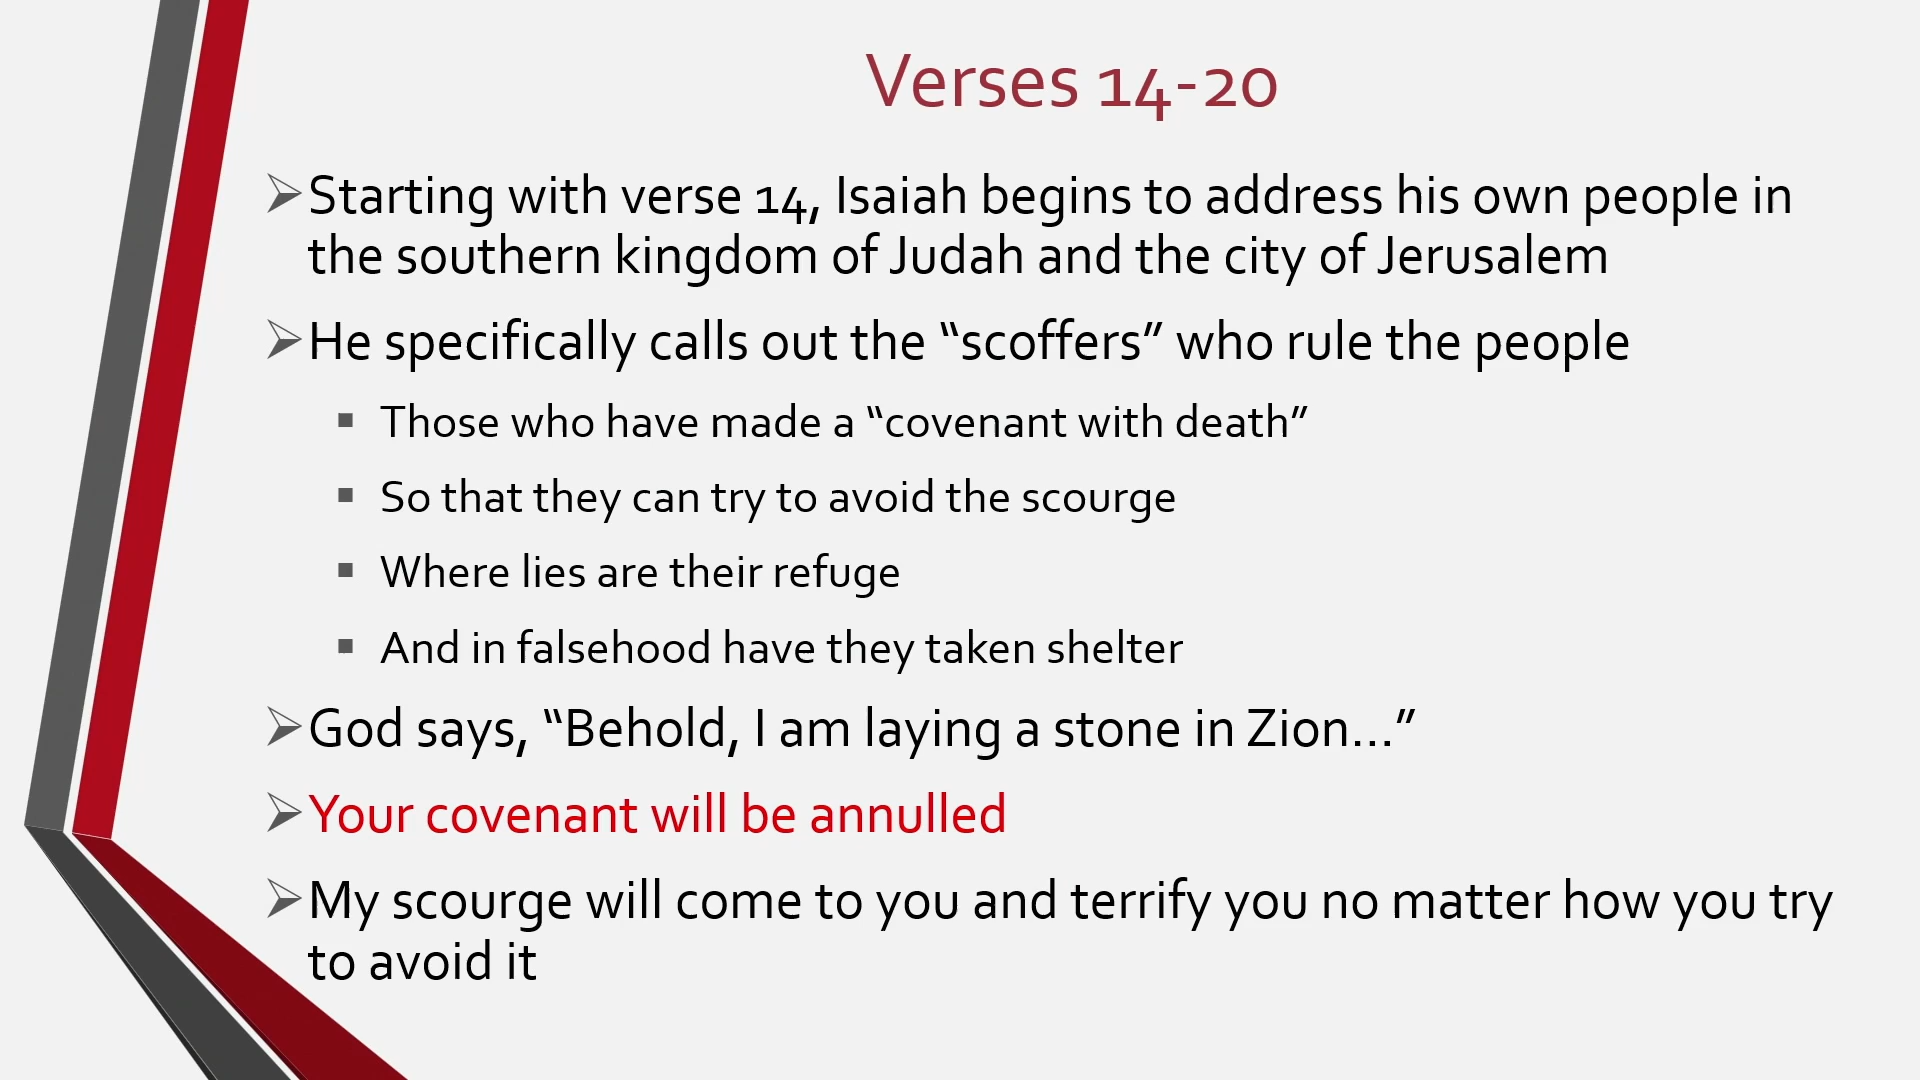 Verses 14-20
Starting with verse 14, Isaiah begins to address his own people in
the southern kingdom of Judah and the city of Jerusalem
He specifically calls out the “scoffers” who rule the people
Those who have made a “covenant with death”
So that they can try to avoid the scourge
Where lies are their refuge
And in falsehood have they taken shelter
God says, “Behold, I am laying a stone in Zion…”
Your covenant will be annulled
My scourge will come to you and terrify you no matter how you try
to avoid it